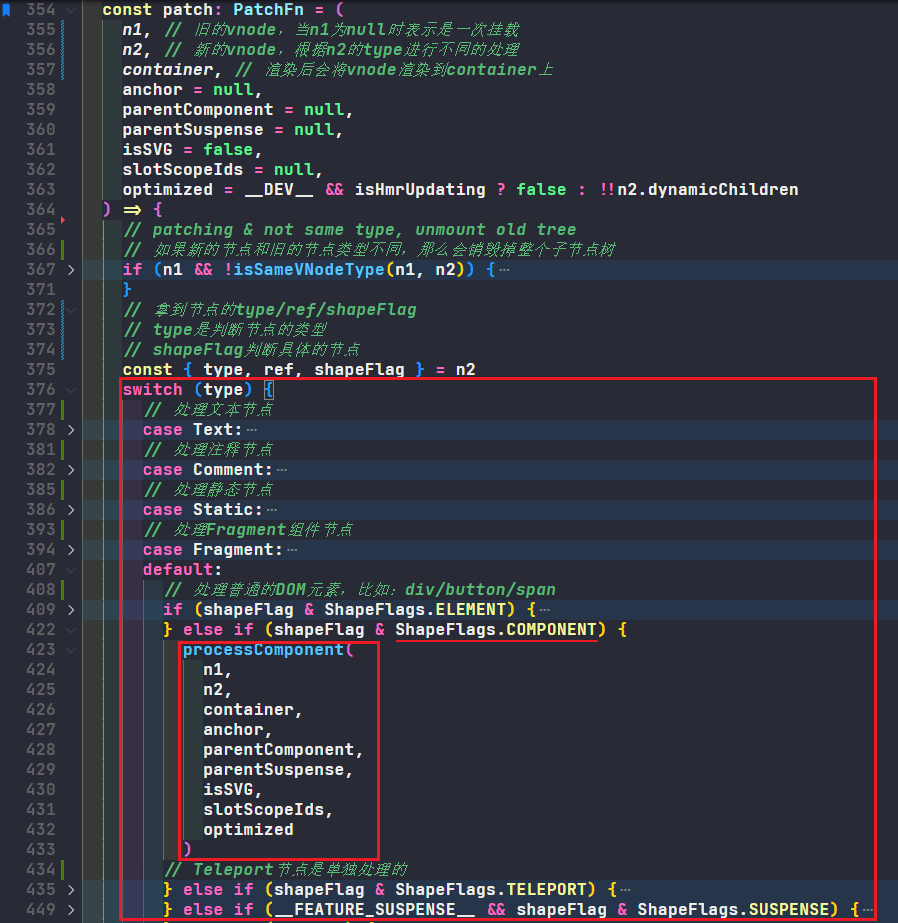 354 const patch: PatchFn = (
355 n1, // 旧的vnode，当n1为null时表示是一次挂载
356 n2, // 新的vnode，根据n2的type进行不同的处理
357 container, // 渲染后会将vnode渲染到container上
358 anchor = null,
359 parentComponent = null,
360 parentSuspense = null,
361 isSVG = false,
362 slotScopeIds = null,
363 optimized = __DEV__ && isHmrUpdating ? false : !!n2.dynamicChildren
364 ) => {
365 // patching & not same type, unmount old tree
366 // 如果新的节点和旧的节点类型不同，那么会销毁掉整个子节点树
367 if (n1 && !isSameVNodeType(n1, n2)) {…
371 }
372 // 拿到节点的type/ref/shapeFlag
373 // type是判断节点的类型
374 // shapeFlag判断具体的节点
375 const { type, ref, shapeFlag } = n2
376 switch (type) {
377 // 处理文本节点
378 case Text:…
381 // 处理注释节点
382 case Comment:…
385 // 处理静态节点
386 case Static:…
393 // 处理Fragment组件节点
394 case Fragment:…
407 default:
408 // 处理普通的DOM元素，比如：div/button/span
409 if (shapeFlag & ShapeFlags.ELEMENT) {…
422 } else if (shapeFlag & ShapeFlags.COMPONENT) {
423 processComponent(
424 n1,
425 n2,
426 container,
427 anchor,
428 parentComponent,
429 parentSuspense,
430 isSVG,
431 slotScopeIds,
432 optimized
433 )
434 // Teleport节点是单独处理的
435 } else if (shapeFlag & ShapeFlags.TELEPORT) {…
449 } else if (__FEATURE_SUSPENSE__ && shapeFlag & ShapeFlags.SUSPENSE) {…